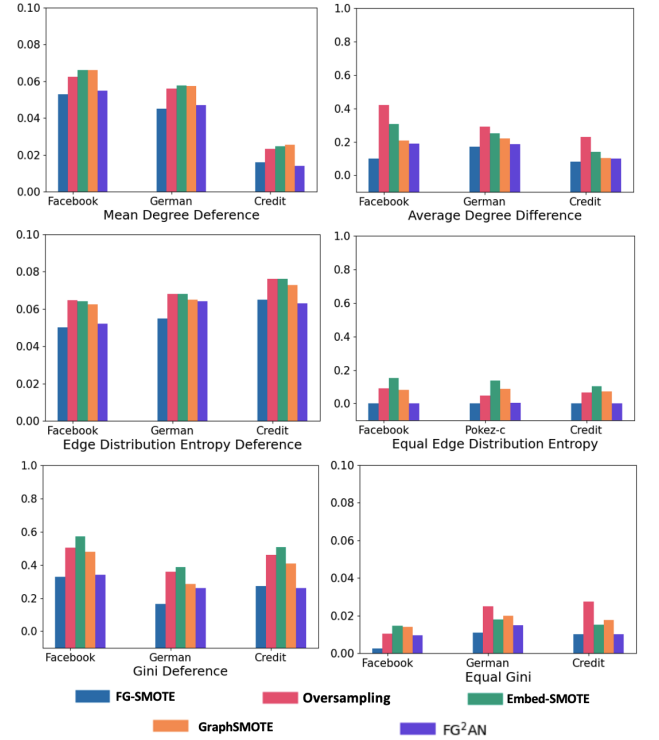 0.10
0.08
0.06
0.04
0.02
0.00
Facebook German Credit
Mean Degree Deference
1.0
0.8
0.6
0.4
0.2
0.0
Facebook German Credit
Average Degree Difference
0.10
0.08
0.06
0.04
0.02
0.00
Facebook German Credit
Edge Distribution Entropy Deference
1.0
0.8
0.6
0.4
0.2
0.0
Facebook Pokez-c Credit
Equal Edge Distribution Entropy
1.0
0.8
0.6
0.4
0.2
0.0
Facebook German Credit
Gini Deference
0.10
0.08
0.06
0.04
0.02
0.00
Facebook German Credit
Equal Gini
FG-SMOTE Oversampling Embed-SMOTE
GraphSMOTE FG²AN